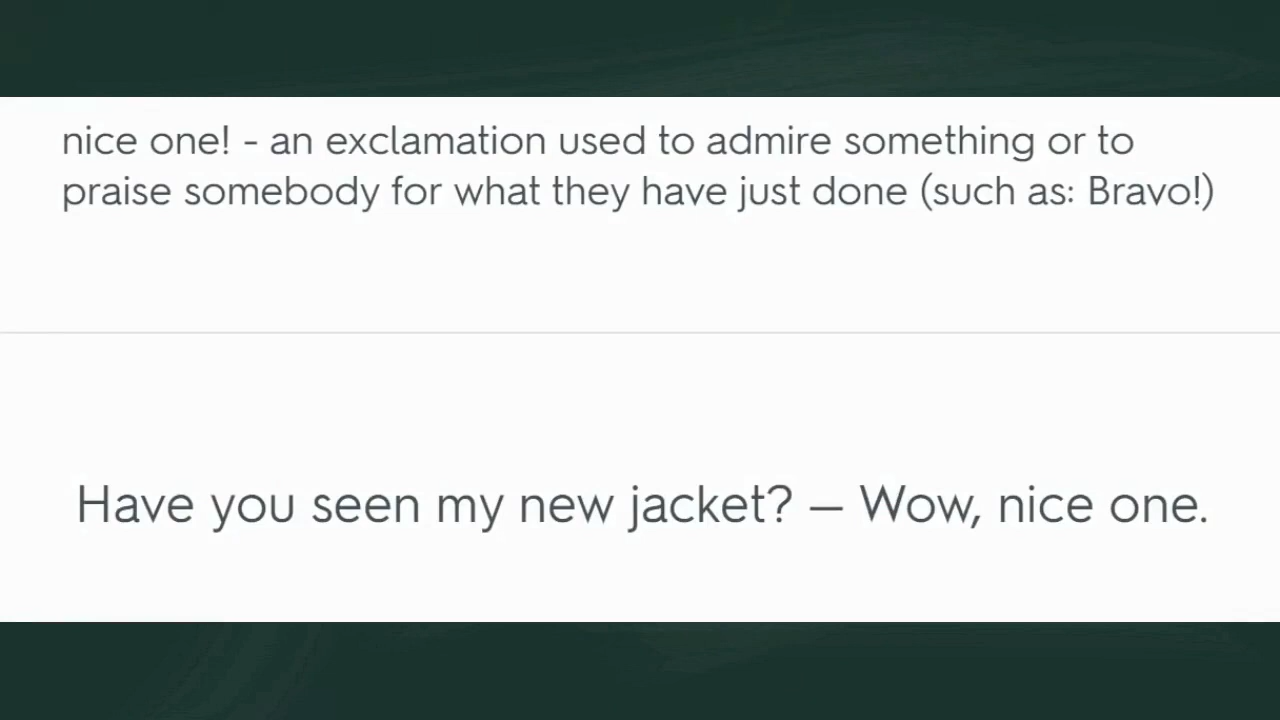 nice one! - an exclamation used to admire something or to
praise somebody for what they have just done (such as: Bravo!)
Have you seen my new jacket? – Wow, nice one.